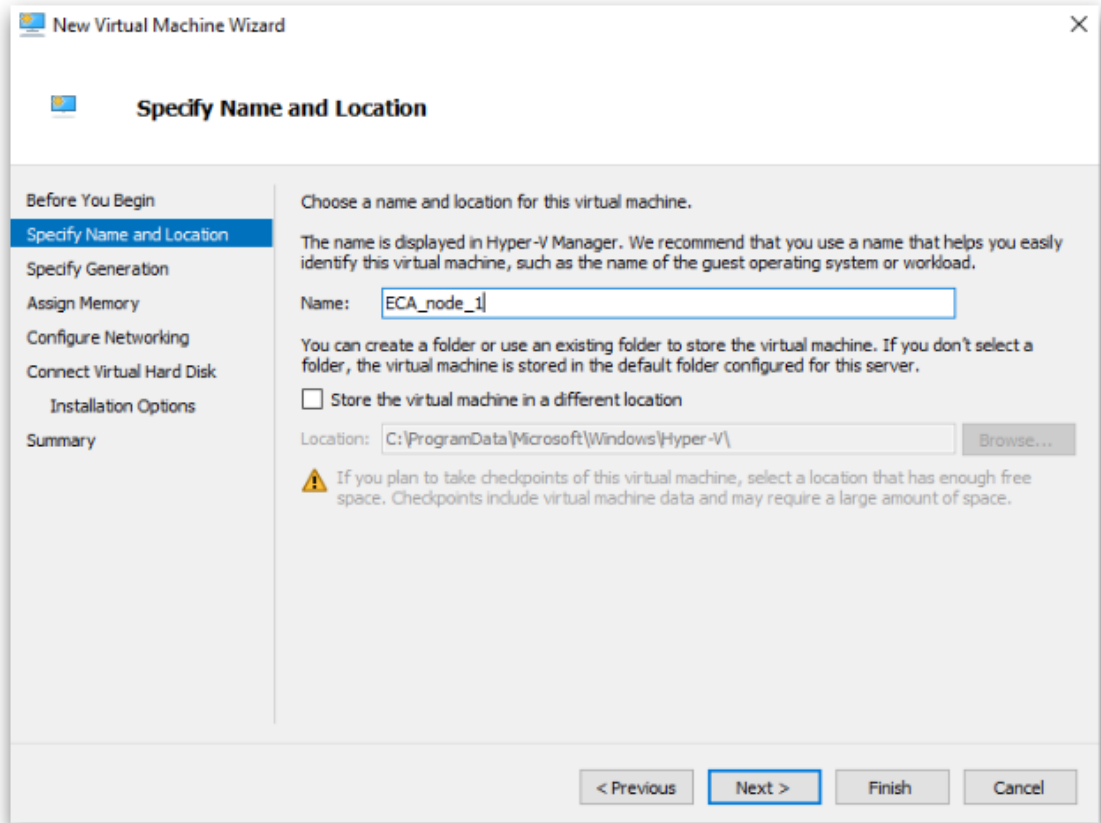 New Virtual Machine Wizard
Specify Name and Location
Before You Begin
Specify Name and Location
Specify Generation
Assign Memory
Configure Networking
Connect Virtual Hard Disk
Installation Options
Summary
Choose a name and location for this virtual machine.
The name is displayed in Hyper-V Manager. We recommend that you use a name that helps you easily
identify this virtual machine, such as the name of the guest operating system or workload.
Name: ECA_node_1
You can create a folder or use an existing folder to store the virtual machine. If you don't select a
folder, the virtual machine is stored in the default folder configured for this server.
Store the virtual machine in a different location
Location: C:\ProgramData\Microsoft\Windows\Hyper-V\ Browse...
If you plan to take checkpoints of this virtual machine, select a location that has enough free
space. Checkpoints include virtual machine data and may require a large amount of space.
< Previous Next > Finish Cancel